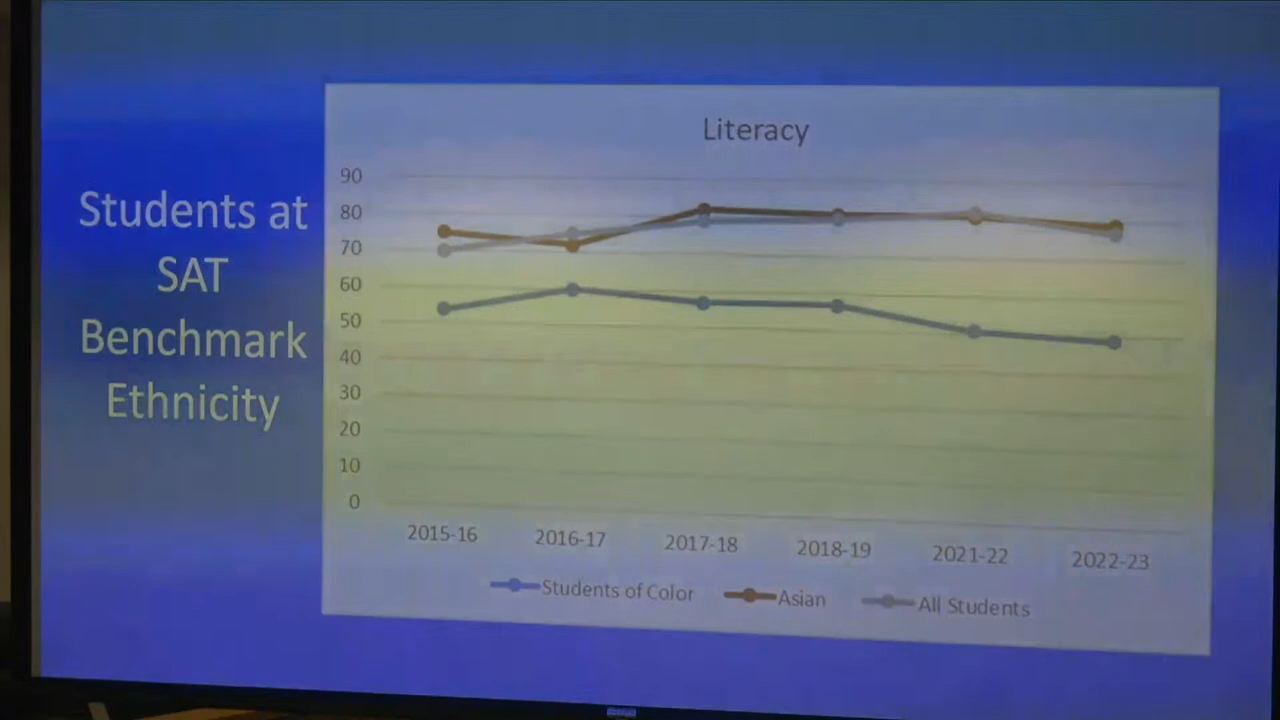 Students at
SAT
Benchmark
Ethnicity
Literacy
90
80
70
60
50
40
30
20
10
0
2015-16 2016-17 2017-18 2018-19 2021-22 2022-23
Students of Color Asian All Students